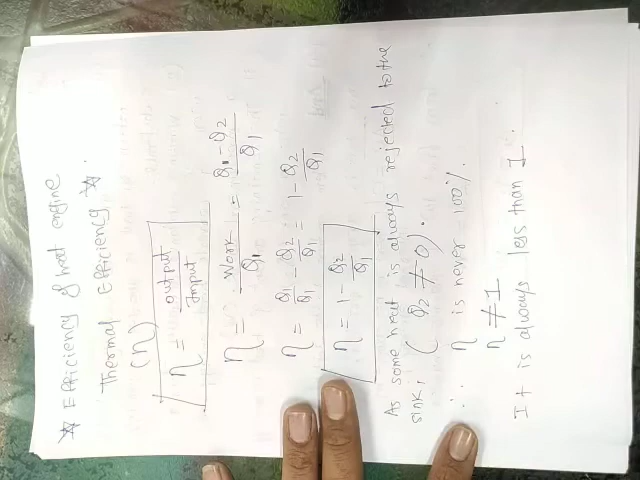 ☆ Efficiency of heat engine
Thermal Efficiency ☆.
(η)
η = output/Input
η = Work/Q1 = Q1-Q2/Q1
η = Q1/Q1 - Q2/Q1 = 1 - Q2/Q1
η = 1 - Q2/Q1
As some heat is always rejected to the
sink, (Q2 ≠ 0).
∴ η is never 100%.
η ≠ 1
It is always less than 1.